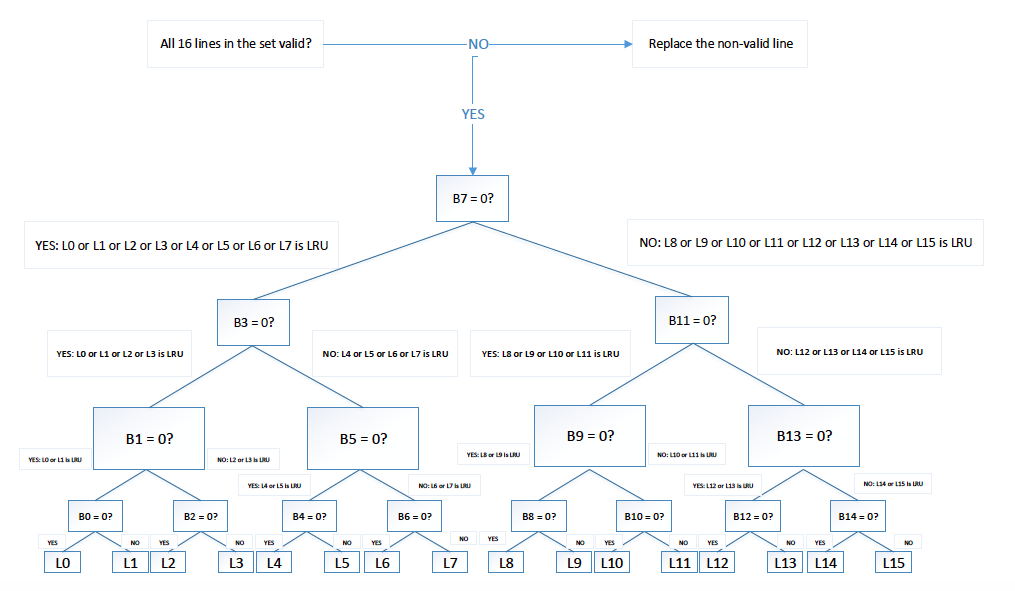 All 16 lines in the set valid?
NO
Replace the non-valid line
YES
B7 = 0?
YES: L0 or L1 or L2 or L3 or L4 or L5 or L6 or L7 is LRU
NO: L8 or L9 or L10 or L11 or L12 or L13 or L14 or L15 is LRU
B3 = 0?
B11 = 0?
YES: L0 or L1 or L2 or L3 is LRU
NO: L4 or L5 or L6 or L7 is LRU
YES: L8 or L9 or L10 or L11 is LRU
NO: L12 or L13 or L14 or L15 is LRU
B1 = 0?
B5 = 0?
B9 = 0?
B13 = 0?
YES: L0 or L1 is LRU
NO: L2 or L3 is LRU
YES: L8 or L9 is LRU
NO: L10 or L11 is LRU
YES: L4 or L5 is LRU
NO: L6 or L7 is LRU
YES: L12 or L13 is LRU
NO: L14 or L15 is LRU
B0 = 0?
B2 = 0?
B4 = 0?
B6 = 0?
B8 = 0?
B10 = 0?
B12 = 0?
B14 = 0?
YES
NO
YES
NO
YES
NO
YES
NO
YES
NO
YES
NO
YES
NO
YES
NO
L0
L1
L2
L3
L4
L5
L6
L7
L8
L9
L10
L11
L12
L13
L14
L15